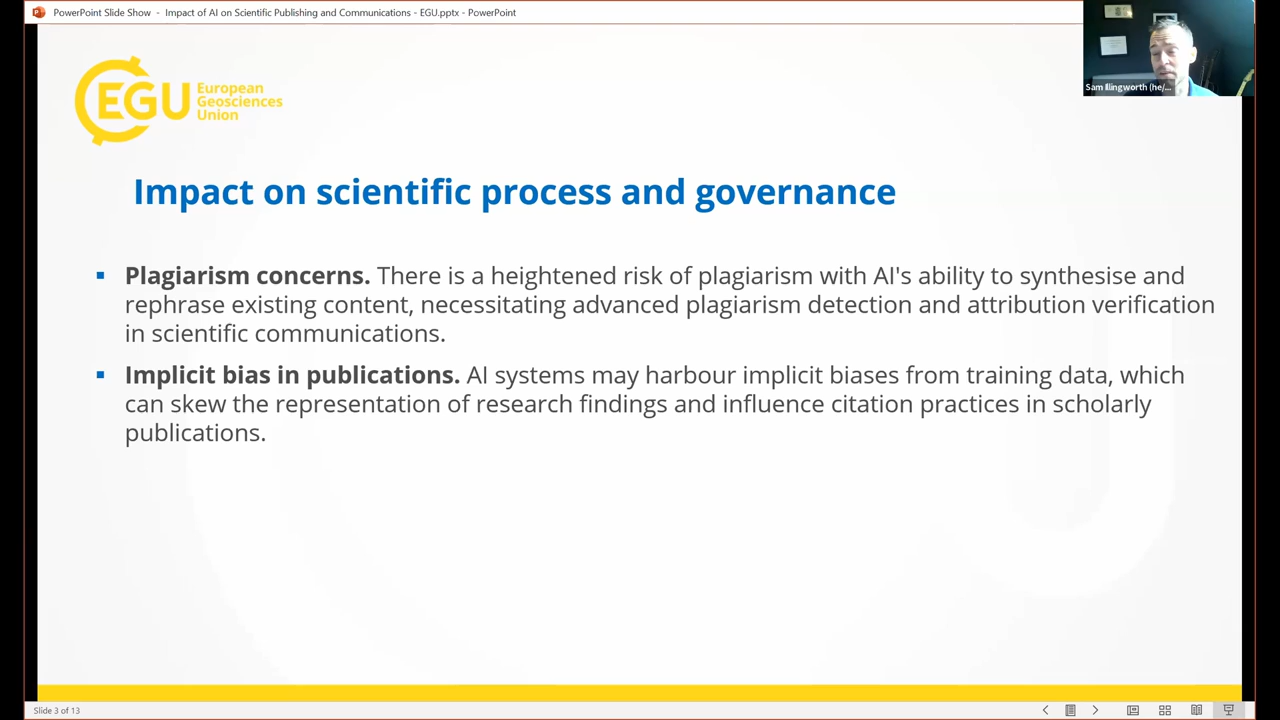 PowerPoint Slide Show - Impact of AI on Scientific Publishing and Communications - EGU.pptx - PowerPoint
Sam Illingworth (he/...
EGU
European
Geosciences
Union
Impact on scientific process and governance
Plagiarism concerns. There is a heightened risk of plagiarism with AI's ability to synthesise and
rephrase existing content, necessitating advanced plagiarism detection and attribution verification
in scientific communications.
Implicit bias in publications. AI systems may harbour implicit biases from training data, which
can skew the representation of research findings and influence citation practices in scholarly
publications.
Slide 3 of 13